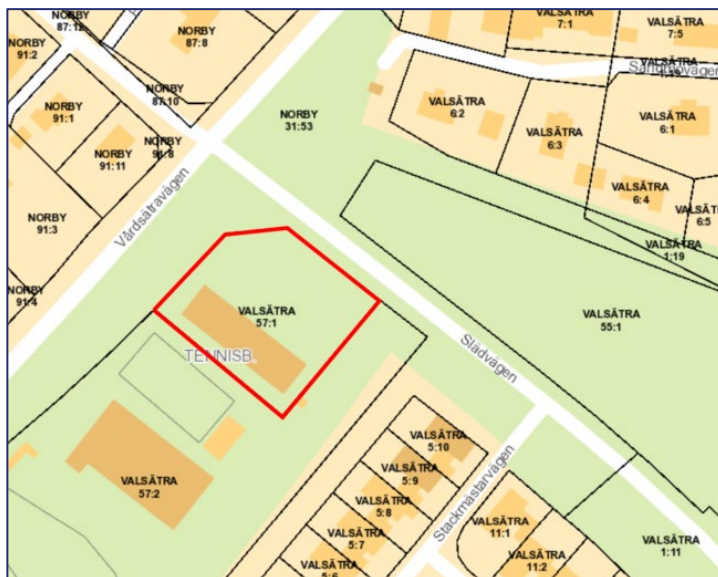 NORBY
87:12
NORBY
87:8
VALSÄTRA
7:1
VALSÄTRA
7:5
NORBY
91:2
NORBY
87:10
VALSÄTRA
NORBY
91:1
NORBY
91:8
NORBY
91:11
NORBY
31:53
VALSÄTRA
6:2
VALSÄTRA
6:3
VALSÄTRA
6:1
VALSÄTRA
6:4
VALSÄT
6:5
NORBY
91:3
Vårdsätravägen
VALSÄTRA
1:19
NORBY
91:4
VALSÄTRA
57:1
VALSÄTRA
55:1
TENNISB.
Slädvägen
VALSÄTRA
5:10
VALSÄTRA
5:9
VALSÄTRA
5:8
VALSÄTRA
5:7
VALSÄTRA
5:6
Stackmästarvägen
VALSÄTRA
57:2
VALSÄTRA
11:1
VALSÄTRA
11:2
VALSÄTRA
1:11